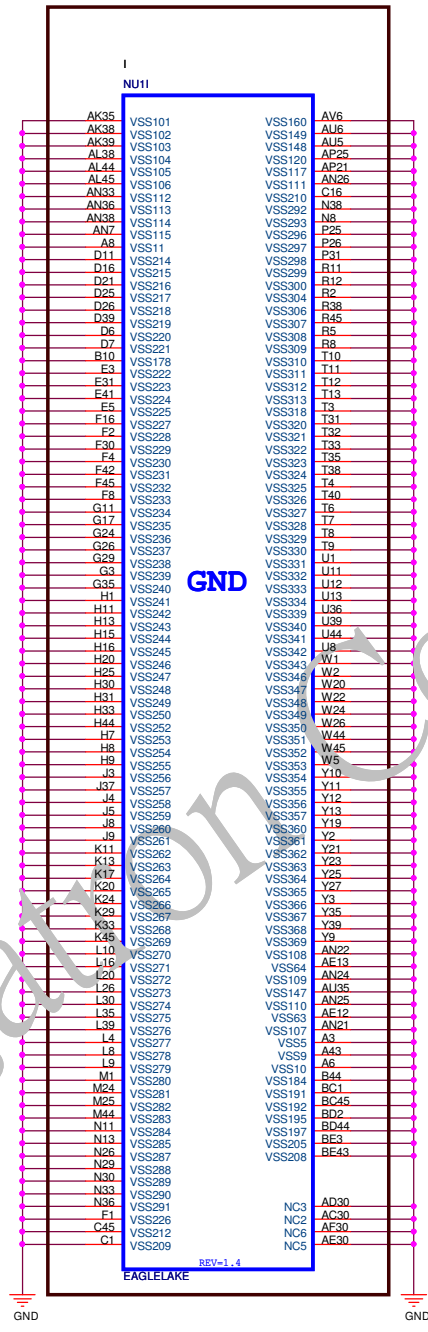 I
NU1I
AK35 VSS101 VSS160 AV6
AK38 VSS102 VSS149 AU6
AK39 VSS103 VSS148 AU5
AL38 VSS104 VSS120 AP25
AL44 VSS105 VSS117 AP21
AL45 VSS106 VSS111 AN26
AN33 VSS112 VSS210 C16
AN36 VSS113 VSS292 N38
AN38 VSS114 VSS293 N8
AN7 VSS115 VSS296 P25
A8 VSS11 VSS297 P26
D11 VSS214 VSS298 P31
D16 VSS215 VSS299 R11
D21 VSS216 VSS300 R12
D25 VSS217 VSS304 R2
D26 VSS218 VSS306 R38
D39 VSS219 VSS307 R45
D6 VSS220 VSS308 R5
D7 VSS221 VSS309 R8
B10 VSS178 VSS310 T10
E3 VSS222 VSS311 T11
E31 VSS223 VSS312 T12
E41 VSS224 VSS313 T13
E5 VSS225 VSS318 T3
F16 VSS227 VSS320 T31
F2 VSS228 VSS321 T32
F30 VSS229 VSS322 T33
F4 VSS230 VSS323 T35
F42 VSS231 VSS324 T38
F45 VSS232 VSS325 T4
F8 VSS233 VSS326 T40
G11 VSS234 VSS327 T6
G17 VSS235 VSS328 T7
G24 VSS236 VSS329 T8
G26 VSS237 VSS330 T9
G29 VSS238 VSS331 U1
G3 VSS239 VSS332 U11
GND
G35 VSS240 VSS333 U12
H1 VSS241 VSS334 U13
H11 VSS242 VSS339 U36
H13 VSS243 VSS340 U39
H15 VSS244 VSS341 U44
H16 VSS245 VSS342 U8
H20 VSS246 VSS343 W1
H25 VSS247 VSS346 W2
H30 VSS248 VSS347 W20
H31 VSS249 VSS348 W22
H33 VSS250 VSS349 W24
H44 VSS252 VSS350 W26
H7 VSS253 VSS351 W44
H8 VSS254 VSS352 W45
H9 VSS255 VSS353 W5
J3 VSS256 VSS354 Y10
J37 VSS257 VSS355 Y11
J4 VSS258 VSS356 Y12
J5 VSS259 VSS357 Y13
J8 VSS260 VSS360 Y19
J9 VSS261 VSS361 Y2
K11 VSS262 VSS362 Y21
K13 VSS263 VSS363 Y23
K17 VSS264 VSS364 Y25
K20 VSS265 VSS365 Y27
K24 VSS266 VSS366 Y3
K29 VSS267 VSS367 Y35
K33 VSS268 VSS368 Y39
K45 VSS269 VSS369 Y9
L10 VSS270 VSS108 AN22
L16 VSS271 VSS64 AE13
L20 VSS272 VSS109 AN24
L26 VSS273 VSS147 AU35
L30 VSS274 VSS110 AN25
L35 VSS275 VSS63 AE12
L39 VSS276 VSS107 AN21
L4 VSS277 VSS5 A3
L8 VSS278 VSS9 A43
L9 VSS279 VSS10 A6
M1 VSS280 VSS184 B44
M24 VSS281 VSS191 BC1
M25 VSS282 VSS192 BC45
M44 VSS283 VSS195 BD2
N11 VSS284 VSS197 BD44
N13 VSS285 VSS205 BE3
N26 VSS287 VSS208 BE43
N29 VSS288
N30 VSS289
N33 VSS290
N36 VSS291 NC3 AD30
F1 VSS226 NC2 AC30
C45 VSS212 NC6 AF30
C1 VSS209 NC5 AE30
REV=1.4
EAGLELAKE
GND GND